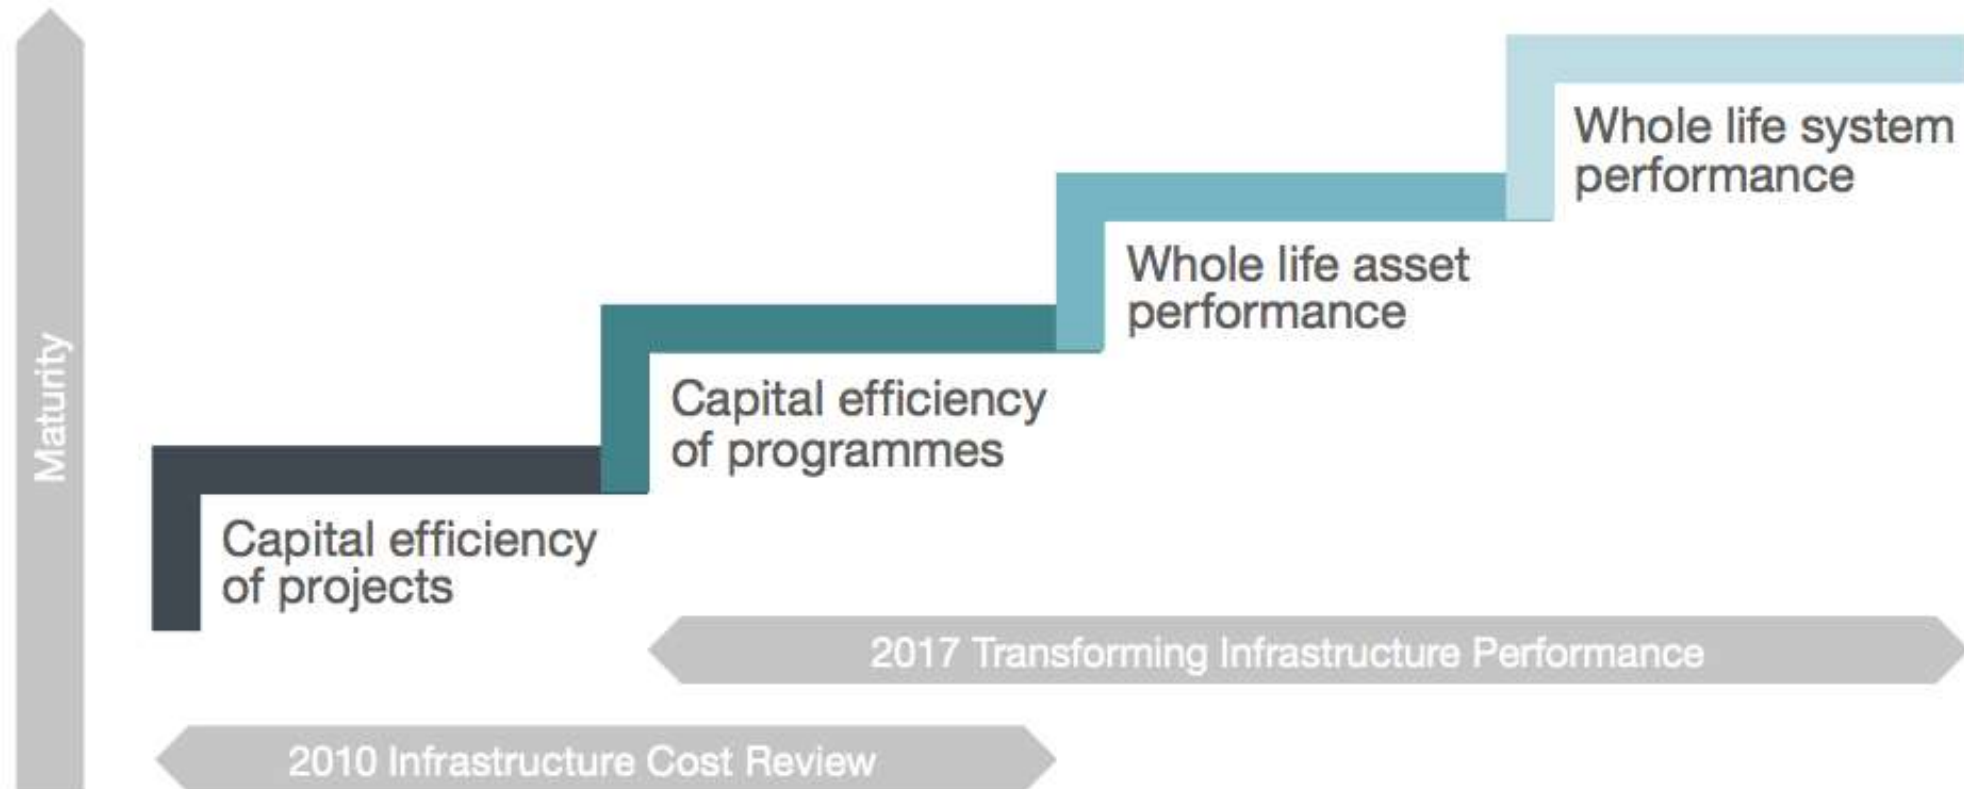 Maturity
Whole life system
performance
Whole life asset
performance
Capital efficiency
of programmes
Capital efficiency
of projects
2017 Transforming Infrastructure Performance
2010 Infrastructure Cost Review